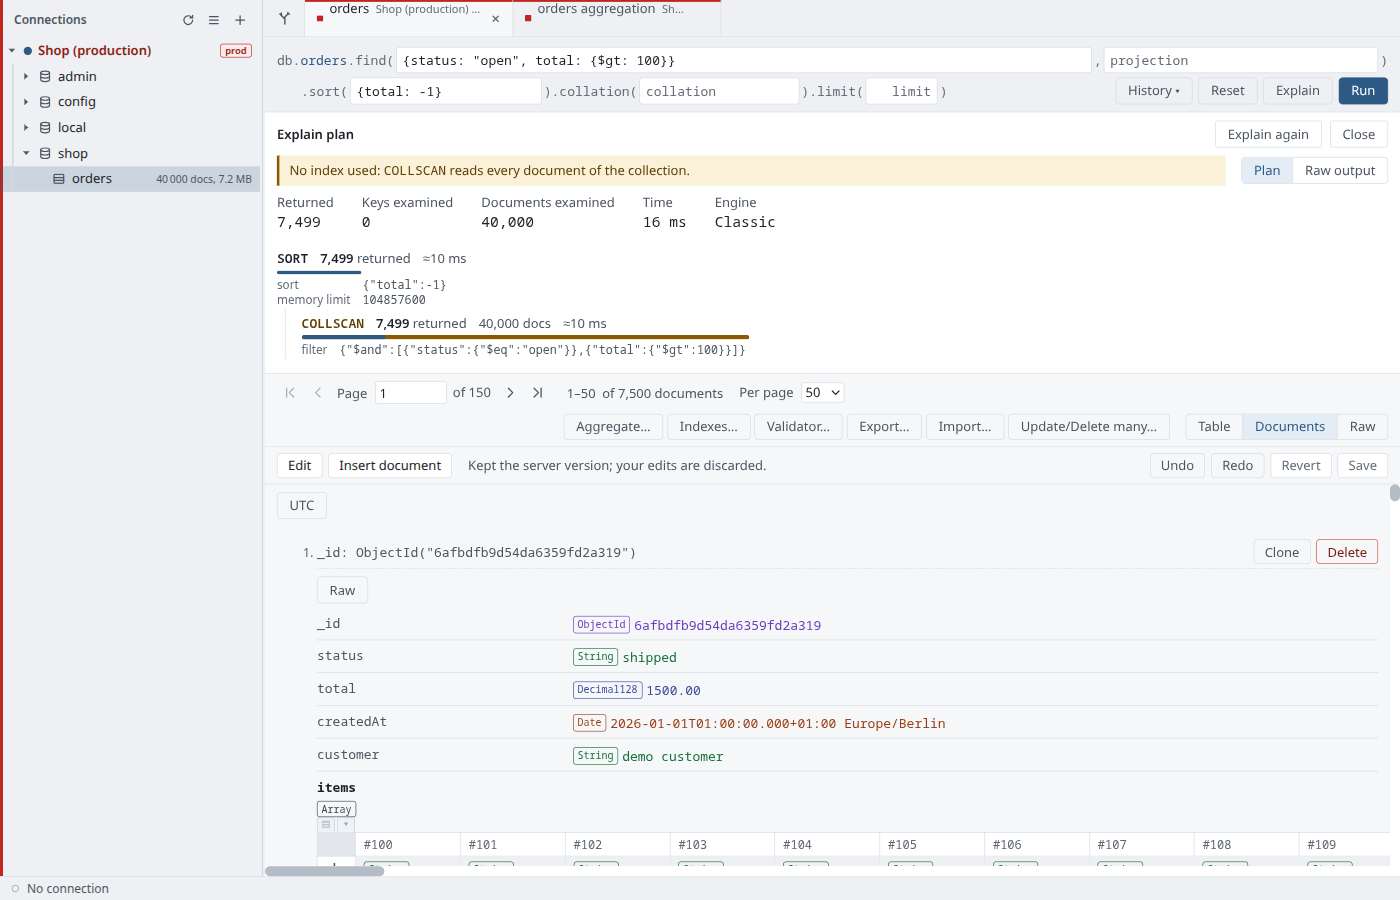 Connections
Shop (production) prod
admin
config
local
shop
orders 40 000 docs, 7.2 MB
orders Shop (production) ... ×
orders aggregation Sh...
db.orders.find( {status: "open", total: {$gt: 100}} , projection )
.sort( {total: -1} ).collation( collation ).limit( limit )
History ▾ Reset Explain Run
Explain plan Explain again Close
No index used: COLLSCAN reads every document of the collection. Plan Raw output
Returned Keys examined Documents examined Time Engine
7,499 0 40,000 16 ms Classic
SORT 7,499 returned ≈10 ms
sort {"total":-1}
memory limit 104857600
COLLSCAN 7,499 returned 40,000 docs ≈10 ms
filter {"$and":[{"status":{"$eq":"open"}},{"total":{"$gt":100}}]}
Page 1 of 150 1–50 of 7,500 documents Per page 50
Aggregate... Indexes... Validator... Export... Import... Update/Delete many... Table Documents Raw
Edit Insert document Kept the server version; your edits are discarded. Undo Redo Revert Save
UTC
1. _id: ObjectId("6afbdfb9d54da6359fd2a319") Clone Delete
Raw
_id ObjectId 6afbdfb9d54da6359fd2a319
status String shipped
total Decimal128 1500.00
createdAt Date 2026-01-01T01:00:00.000+01:00 Europe/Berlin
customer String demo customer
items
Array
#100 #101 #102 #103 #104 #105 #106 #107 #108 #109
No connection